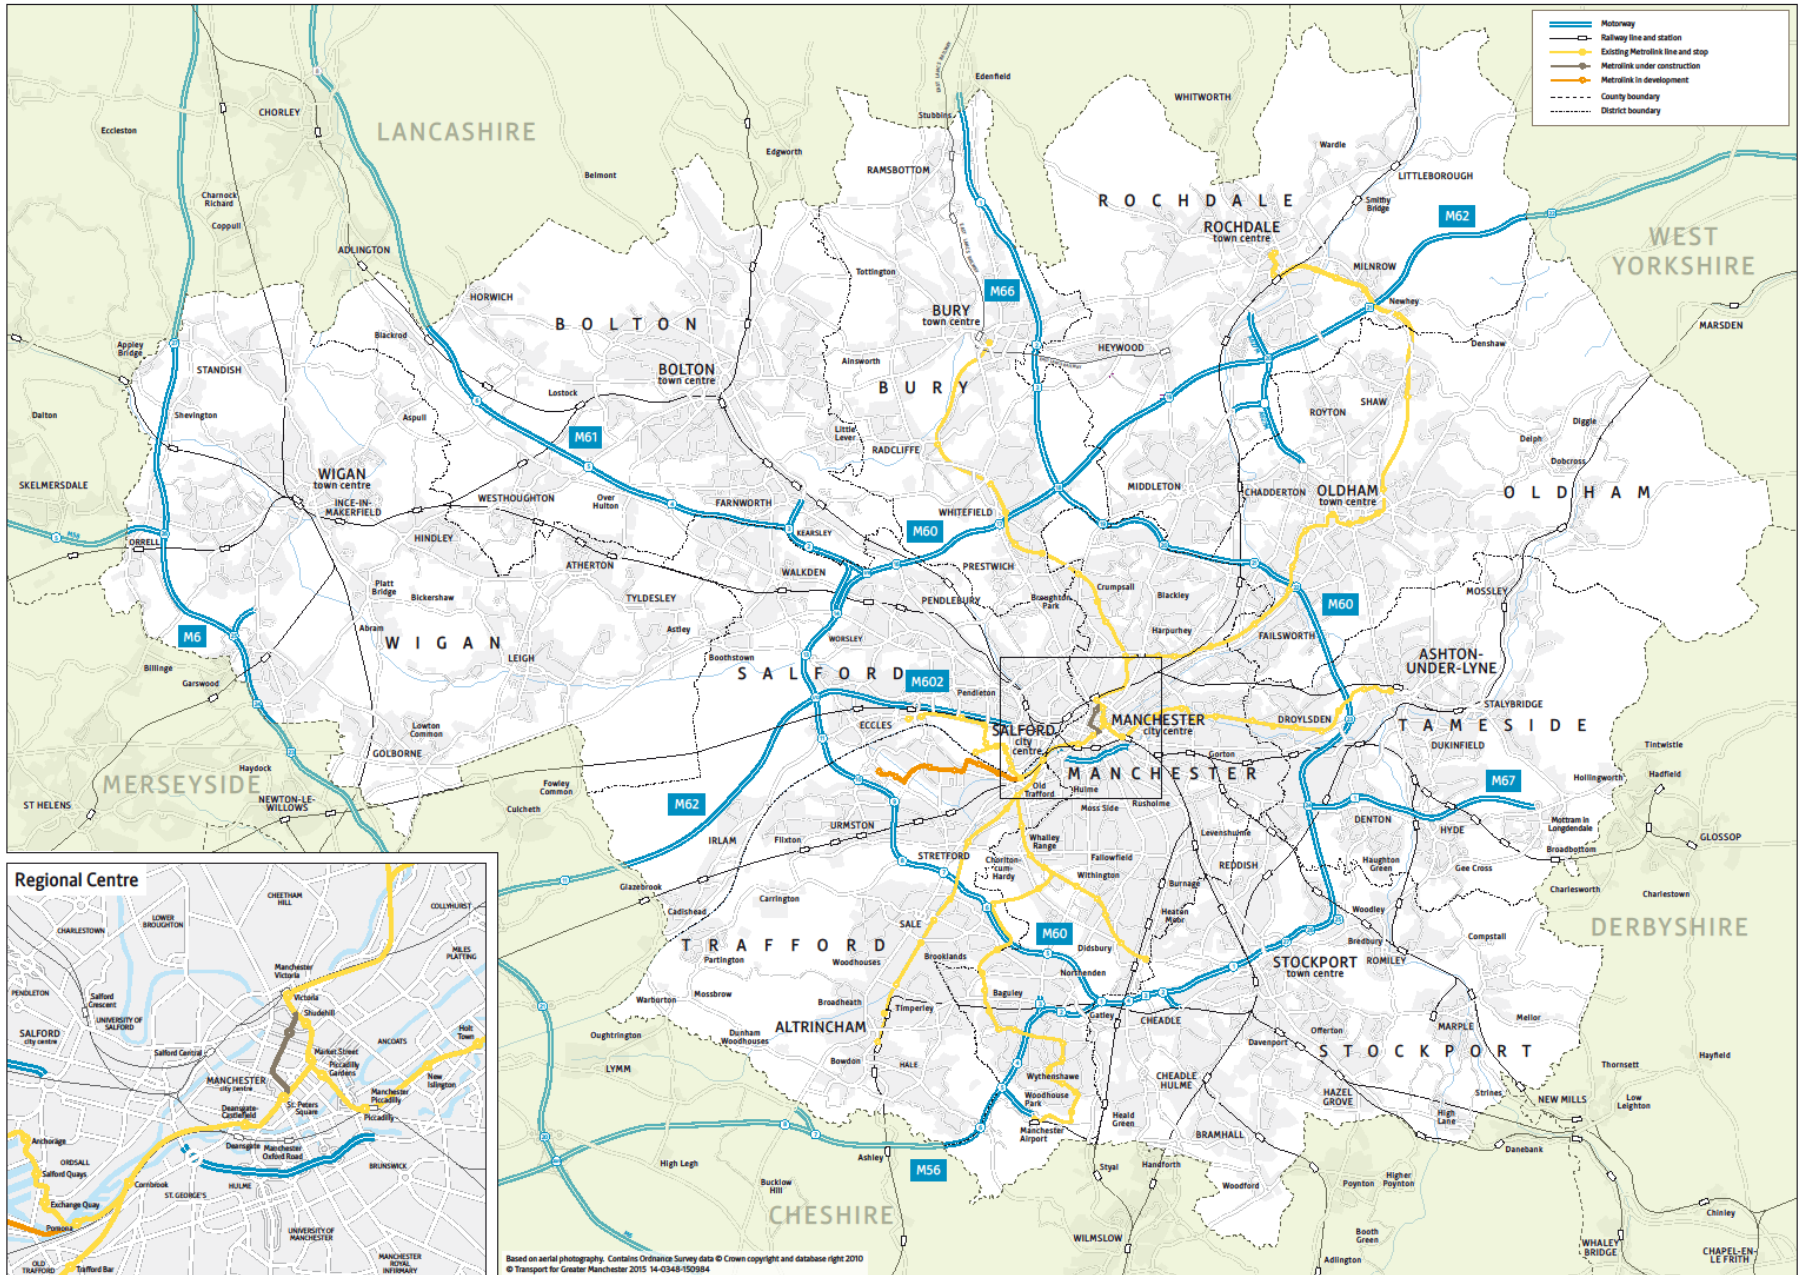 Motorway
Railway line and station
Existing Metrolink line and stop
Metrolink under construction
Metrolink in development
County boundary
District boundary
Edenfield
WHITWORTH
CHORLEY
Eccleston
LANCASHIRE
Stubbins
Wardle
Edgworth
Belmont
RAMSBOTTOM
LITTLEBOROUGH
Charnock
Richard
Coppull
ROCHDALE
Smithy
Bridge
M62
ROCHDALE
town centre
WEST
YORKSHIRE
ADLINGTON
Tottington
MILNROW
HORWICH
M66
Newhey
BOLTON
BURY
town centre
MARSDEN
Blackrod
Appley
Bridge
HEYWOOD
Denshaw
STANDISH
BOLTON
town centre
Ainsworth
BURY
Lostock
SHAW
ROYTON
Dalton
Shevington
Aspull
Diggle
M61
Little
Lever
Delph
RADCLIFFE
Dobcross
WIGAN
town centre
SKELMERSDALE
MIDDLETON
CHADDERTON
OLDHAM
town centre
OLDHAM
WESTHOUGHTON
Over
Hulton
FARNWORTH
INCE-IN-
MAKERFIELD
WHITEFIELD
M58
ORRELL
HINDLEY
M60
KEARSLEY
ATHERTON
WALKDEN
PRESTWICH
Platt
Bridge
Bickershaw
TYLDESLEY
PENDLEBURY
Broughton
Park
Crumpsall
Blackley
MOSSLEY
M60
Abram
Astley
M6
WIGAN
WORSLEY
Harpurhey
FAILSWORTH
LEIGH
Boothstown
ASHTON-
UNDER-LYNE
Billinge
Garswood
SALFORD
M602
Pendleton
STALYBRIDGE
Lowton
Common
ECCLES
SALFORD
city
centre
MANCHESTER
city centre
DROYLSDEN
TAMESIDE
GOLBORNE
DUKINFIELD
Tintwistle
Haydock
Gorton
MERSEYSIDE
MANCHESTER
M67
Hollingworth
Hadfield
Fowley
Common
Old
Trafford
Hulme
ST HELENS
NEWTON-LE-
WILLOWS
Culcheth
M62
Moss Side
Rusholme
Mottram in
Longdendale
URMSTON
DENTON
HYDE
IRLAM
Flixton
Whalley
Range
Levenshulme
GLOSSOP
Broadbottom
STRETFORD
Chorlton-
cum-
Hardy
Fallowfield
REDDISH
Haughton
Green
Gee Cross
Withington
Glazebrook
Burnage
Charlesworth
Charlestown
Carrington
Cadishead
Heaton
Moor
Woodley
DERBYSHIRE
SALE
M60
Compstall
TRAFFORD
Didsbury
Bredbury
Partington
Woodhouses
Brooklands
STOCKPORT
town centre
ROMILEY
Northenden
Warburton
Mossbrow
Broadheath
Baguley
Timperley
Gatley
CHEADLE
Mellor
Oughtrington
Dunham
Woodhouses
ALTRINCHAM
Offerton
MARPLE
Davenport
STOCKPORT
Bowdon
HALE
Hayfield
LYMM
Thornsett
Wythenshawe
CHEADLE
HULME
HAZEL
GROVE
Strines
NEW MILLS
Low
Leighton
Woodhouse
Park
Manchester
Airport
Heald
Green
High
Lane
BRAMHALL
Danebank
Ashley
High Legh
M56
Styal
Handforth
Bucklow
Hill
Woodford
Poynton
Higher
Poynton
CHESHIRE
Chinley
WILMSLOW
Booth
Green
WHALEY
BRIDGE
CHAPEL-EN-
LE FRITH
Adlington
M6
Regional Centre
CHEETHAM
HILL
COLLYHURST
LOWER
BROUGHTON
CHARLESTOWN
MILES
PLATTING
Manchester
Victoria
PENDLETON
Salford
Crescent
Victoria
Shudehill
UNIVERSITY OF
SALFORD
SALFORD
city centre
Holt
Town
ANCOATS
Salford Central
Market Street
Piccadilly
Gardens
MANCHESTER
city centre
New
Islington
Manchester
Piccadilly
Deansgate-
Castlefield
St. Peters
Square
Piccadilly
Anchorage
Deansgate
Manchester
Oxford Road
ORDSALL
Salford Quays
BRUNSWICK
Cornbrook
ST. GEORGE'S
HULME
Exchange Quay
Pomona
UNIVERSITY OF
MANCHESTER
OLD
TRAFFORD
Trafford Bar
MANCHESTER
ROYAL
INFIRMARY
Based on aerial photography. Contains Ordnance Survey data © Crown copyright and database right 2010
© Transport for Greater Manchester 2015 14-0348-150984